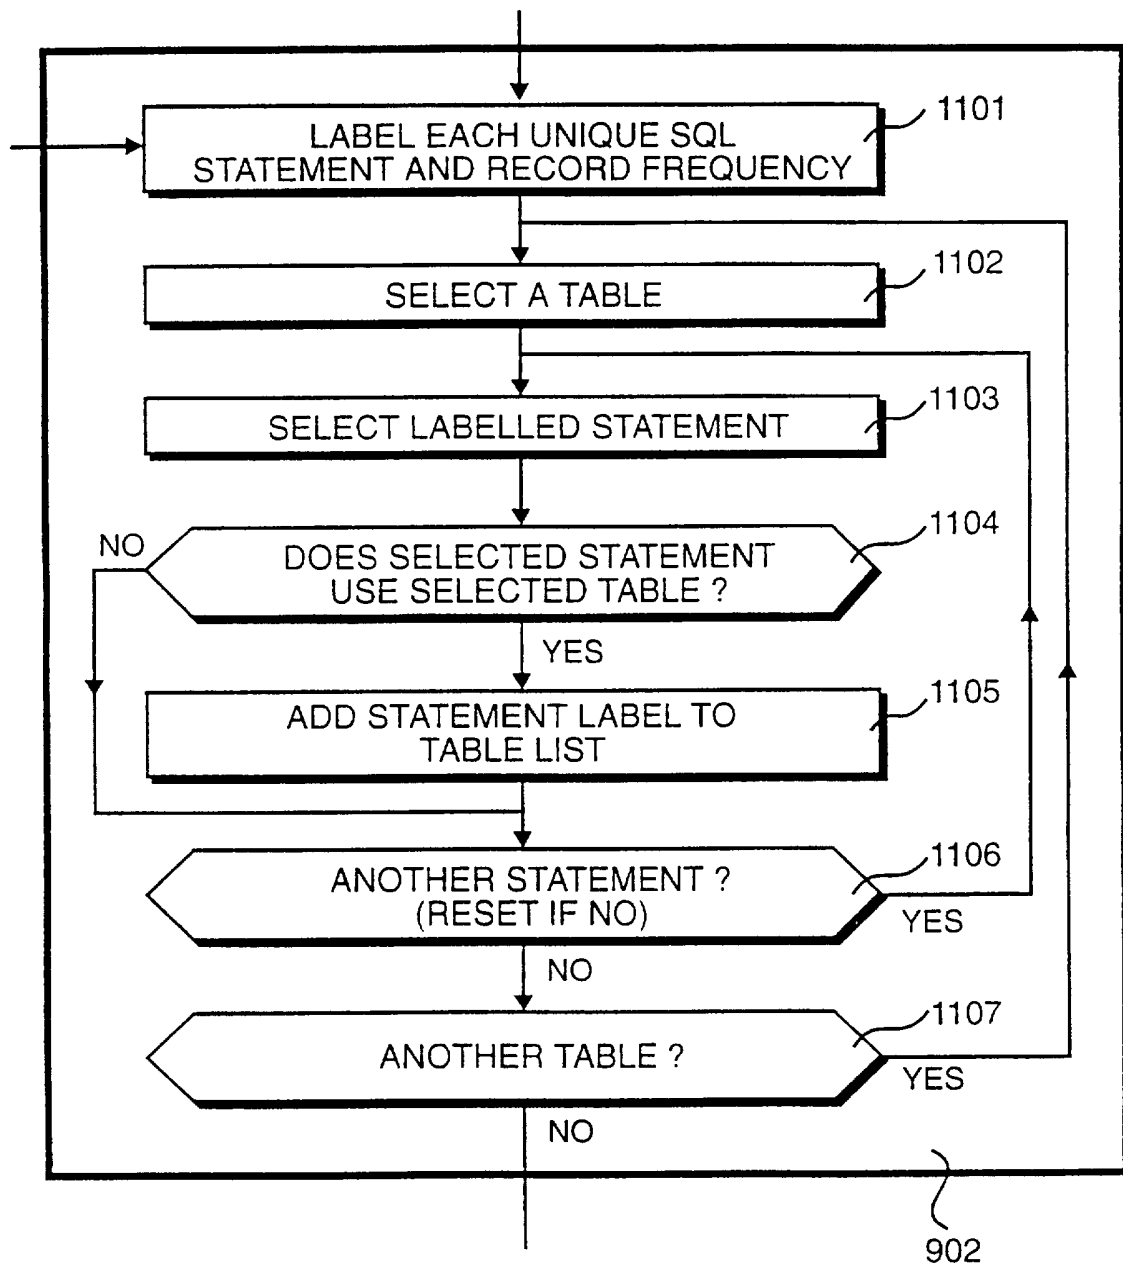 1101
LABEL EACH UNIQUE SQL
STATEMENT AND RECORD FREQUENCY
1102
SELECT A TABLE
1103
SELECT LABELLED STATEMENT
1104
NO
DOES SELECTED STATEMENT
USE SELECTED TABLE ?
YES
1105
ADD STATEMENT LABEL TO
TABLE LIST
1106
ANOTHER STATEMENT ?
(RESET IF NO)
YES
NO
1107
ANOTHER TABLE ?
YES
NO
902